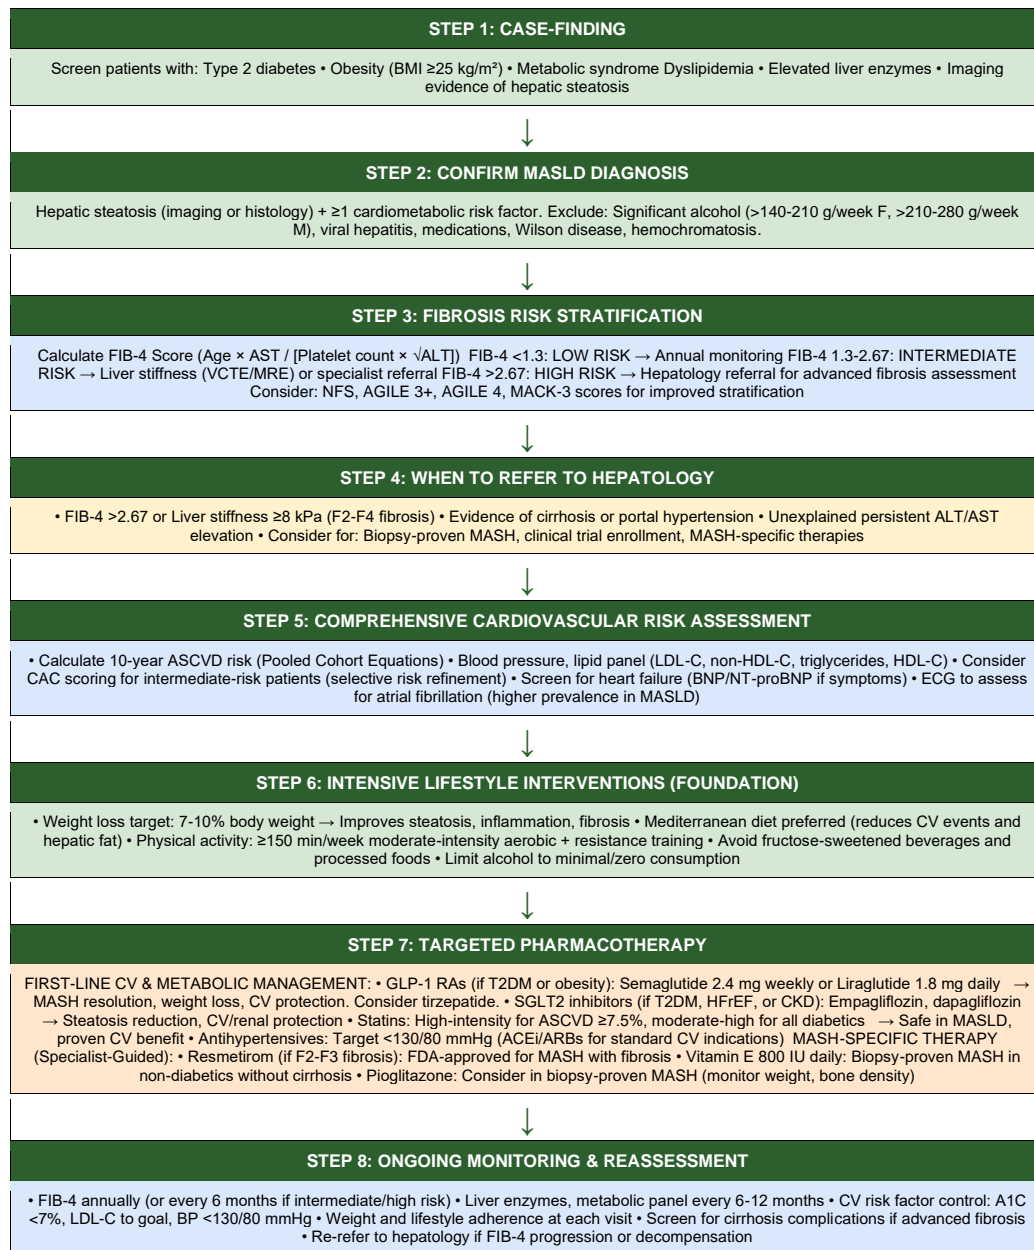 STEP 1: CASE-FINDING
Screen patients with: Type 2 diabetes • Obesity (BMI ≥25 kg/m²) • Metabolic syndrome Dyslipidemia • Elevated liver enzymes • Imaging
evidence of hepatic steatosis
↓
STEP 2: CONFIRM MASLD DIAGNOSIS
Hepatic steatosis (imaging or histology) + ≥1 cardiometabolic risk factor. Exclude: Significant alcohol (>140-210 g/week F, >210-280 g/week
M), viral hepatitis, medications, Wilson disease, hemochromatosis.
↓
STEP 3: FIBROSIS RISK STRATIFICATION
Calculate FIB-4 Score (Age × AST / [Platelet count × √ALT]) FIB-4 <1.3: LOW RISK → Annual monitoring FIB-4 1.3-2.67: INTERMEDIATE
RISK → Liver stiffness (VCTE/MRE) or specialist referral FIB-4 >2.67: HIGH RISK → Hepatology referral for advanced fibrosis assessment
Consider: NFS, AGILE 3+, AGILE 4, MACK-3 scores for improved stratification
↓
STEP 4: WHEN TO REFER TO HEPATOLOGY
• FIB-4 >2.67 or Liver stiffness ≥8 kPa (F2-F4 fibrosis) • Evidence of cirrhosis or portal hypertension • Unexplained persistent ALT/AST
elevation • Consider for: Biopsy-proven MASH, clinical trial enrollment, MASH-specific therapies
↓
STEP 5: COMPREHENSIVE CARDIOVASCULAR RISK ASSESSMENT
• Calculate 10-year ASCVD risk (Pooled Cohort Equations) • Blood pressure, lipid panel (LDL-C, non-HDL-C, triglycerides, HDL-C) • Consider
CAC scoring for intermediate-risk patients (selective risk refinement) • Screen for heart failure (BNP/NT-proBNP if symptoms) • ECG to assess
for atrial fibrillation (higher prevalence in MASLD)
↓
STEP 6: INTENSIVE LIFESTYLE INTERVENTIONS (FOUNDATION)
• Weight loss target: 7-10% body weight → Improves steatosis, inflammation, fibrosis • Mediterranean diet preferred (reduces CV events and
hepatic fat) • Physical activity: ≥150 min/week moderate-intensity aerobic + resistance training • Avoid fructose-sweetened beverages and
processed foods • Limit alcohol to minimal/zero consumption
↓
STEP 7: TARGETED PHARMACOTHERAPY
FIRST-LINE CV & METABOLIC MANAGEMENT: • GLP-1 RAs (if T2DM or obesity): Semaglutide 2.4 mg weekly or Liraglutide 1.8 mg daily →
MASH resolution, weight loss, CV protection. Consider tirzepatide. • SGLT2 inhibitors (if T2DM, HFrEF, or CKD): Empagliflozin, dapagliflozin
→ Steatosis reduction, CV/renal protection • Statins: High-intensity for ASCVD ≥7.5%, moderate-high for all diabetics → Safe in MASLD,
proven CV benefit • Antihypertensives: Target <130/80 mmHg (ACEi/ARBs for standard CV indications) MASH-SPECIFIC THERAPY
(Specialist-Guided): • Resmetirom (if F2-F3 fibrosis): FDA-approved for MASH with fibrosis • Vitamin E 800 IU daily: Biopsy-proven MASH in
non-diabetics without cirrhosis • Pioglitazone: Consider in biopsy-proven MASH (monitor weight, bone density)
↓
STEP 8: ONGOING MONITORING & REASSESSMENT
• FIB-4 annually (or every 6 months if intermediate/high risk) • Liver enzymes, metabolic panel every 6-12 months • CV risk factor control: A1C
<7%, LDL-C to goal, BP <130/80 mmHg • Weight and lifestyle adherence at each visit • Screen for cirrhosis complications if advanced fibrosis
• Re-refer to hepatology if FIB-4 progression or decompensation